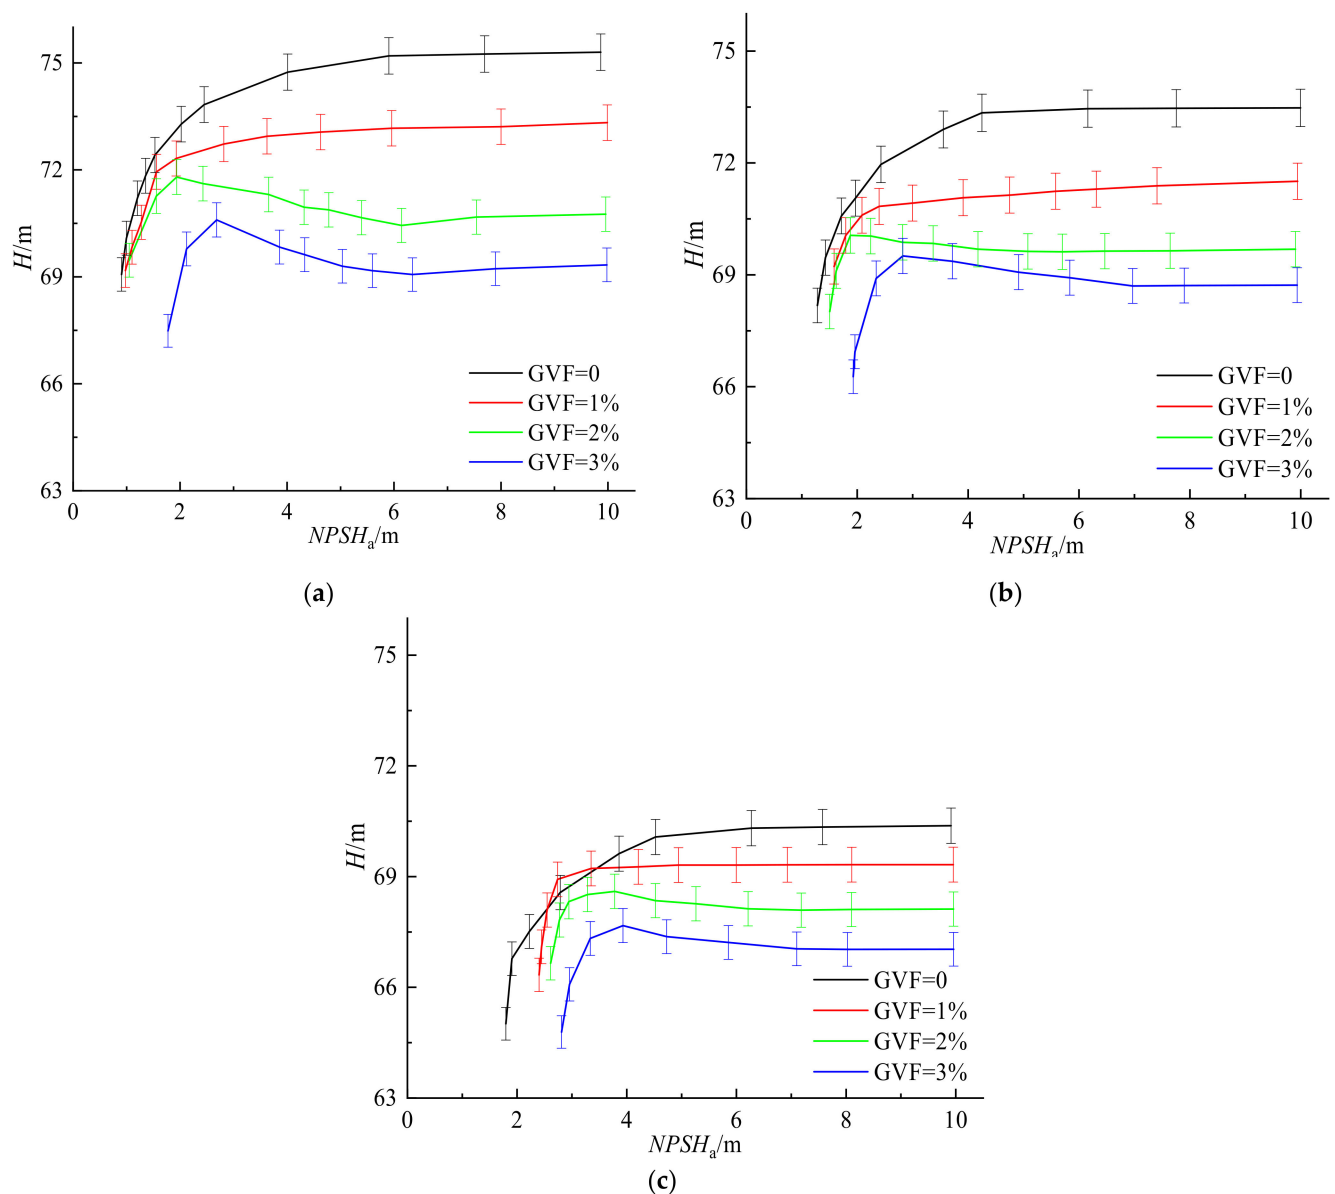 75
72
69
66
63
H/m
0
2
4
6
8
10
NPSHa/m
GVF=0
GVF=1%
GVF=2%
GVF=3%
(a)
75
72
69
66
63
H/m
0
2
4
6
8
10
NPSHa/m
GVF=0
GVF=1%
GVF=2%
GVF=3%
(b)
75
72
69
66
63
H/m
0
2
4
6
8
10
NPSHa/m
GVF=0
GVF=1%
GVF=2%
GVF=3%
(c)